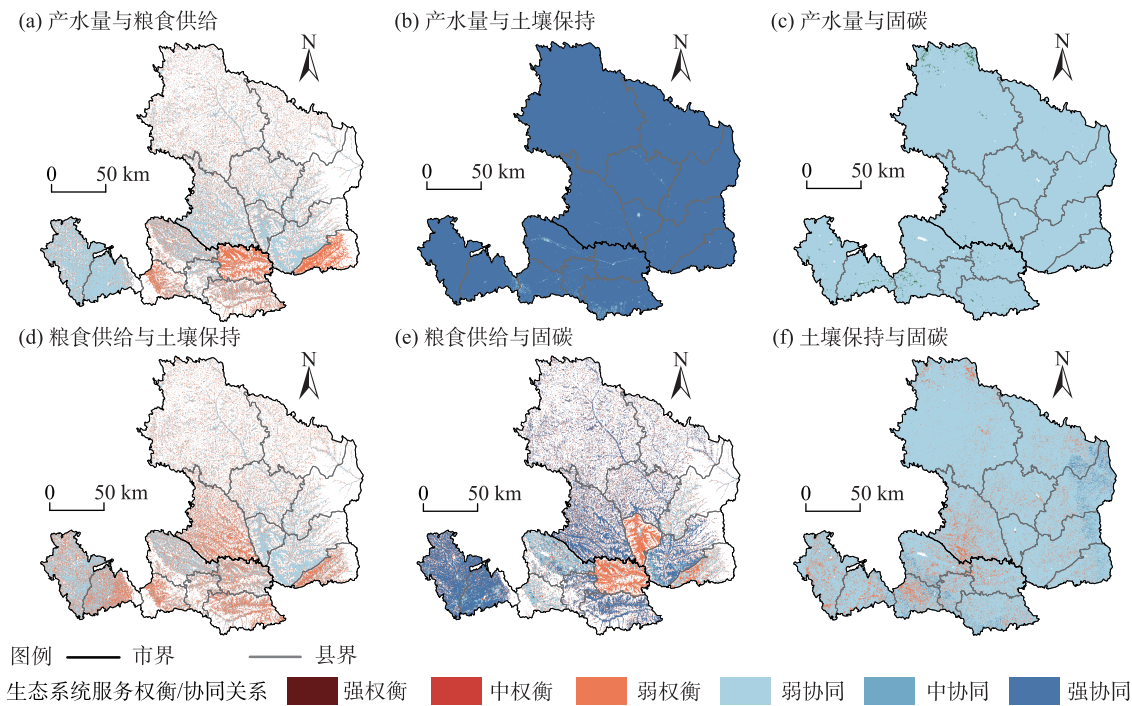 (a) 产水量与粮食供给
(b) 产水量与土壤保持
(c) 产水量与固碳
N
N
N
0 50 km
0 50 km
0 50 km
(d) 粮食供给与土壤保持
(e) 粮食供给与固碳
(f) 土壤保持与固碳
N
N
N
0 50 km
0 50 km
0 50 km
图例 市界 县界
生态系统服务权衡/协同关系 强权衡 中权衡 弱权衡 弱协同 中协同 强协同